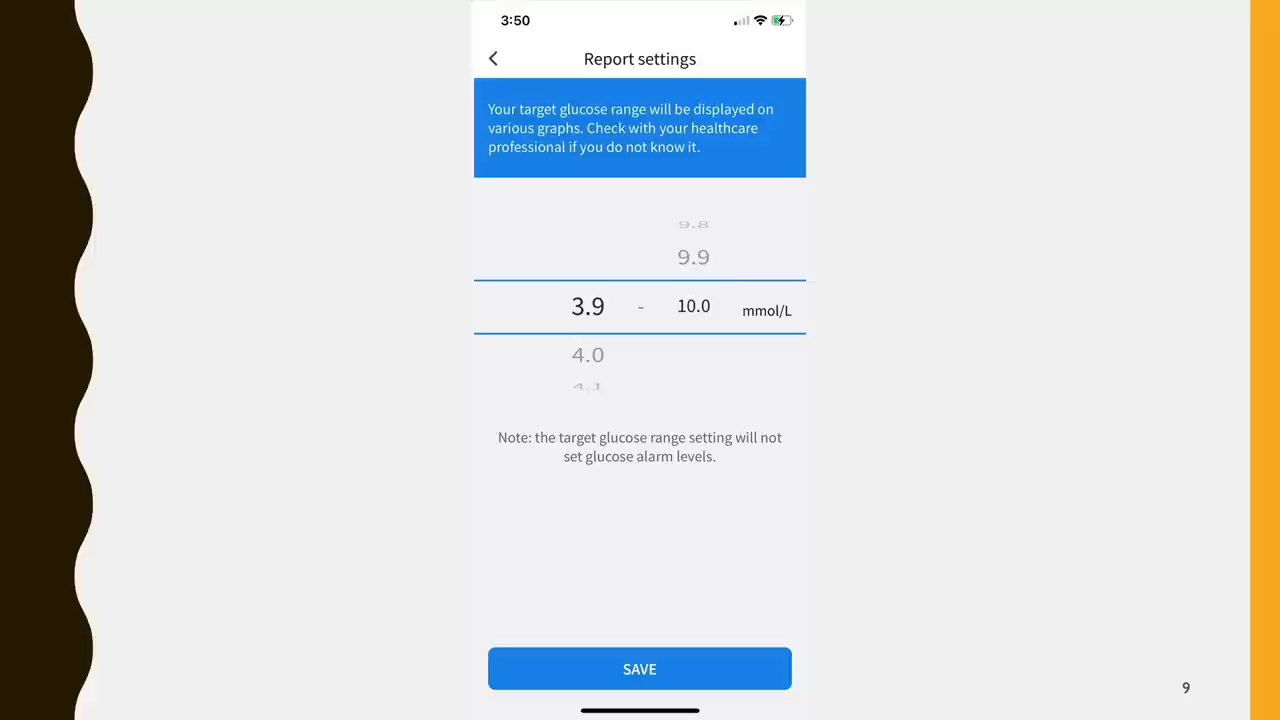 3:50
Report settings
Your target glucose range will be displayed on
various graphs. Check with your healthcare
professional if you do not know it.
9.8
9.9
3.9 - 10.0 mmol/L
4.0
4.1
Note: the target glucose range setting will not
set glucose alarm levels.
SAVE
9